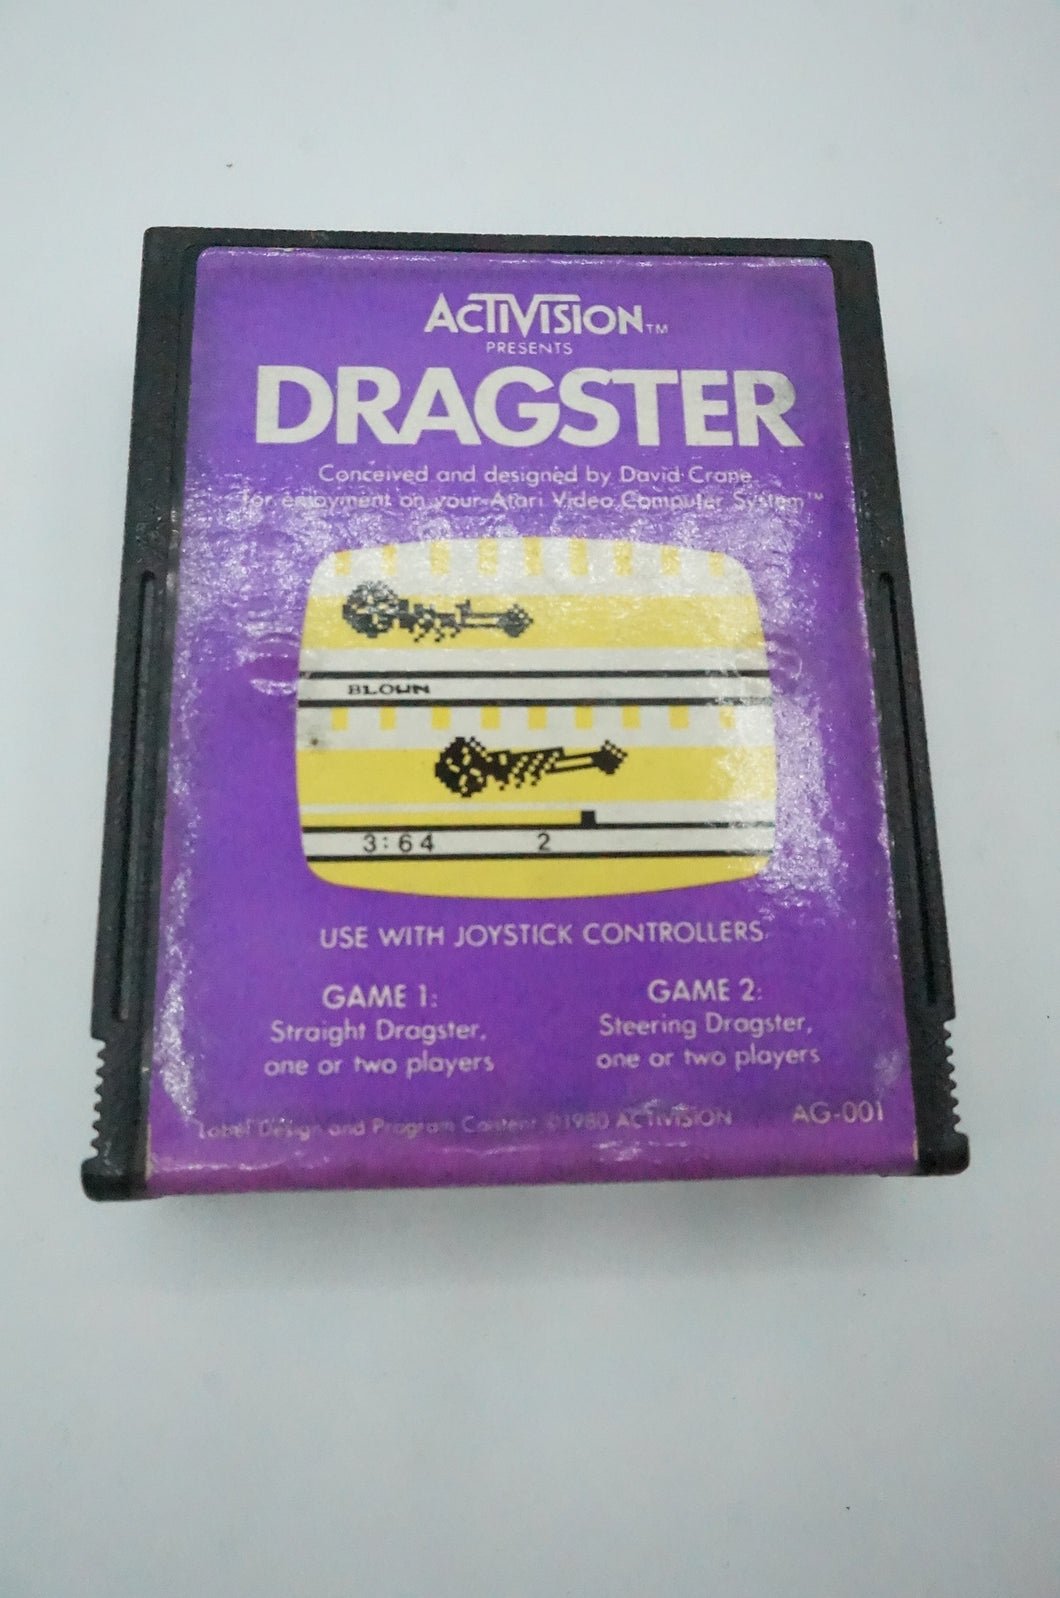 ACTIVISION™
PRESENTS
DRAGSTER
Conceived and designed by David Crane
for enjoyment on your Atari Video Computer System™
BLOWN
3:64 2
USE WITH JOYSTICK CONTROLLERS.
GAME 1:
Straight Dragster,
one or two players
GAME 2:
Steering Dragster,
one or two players
Label Design and Program Content ©1980 ACTIVISION
AG-001